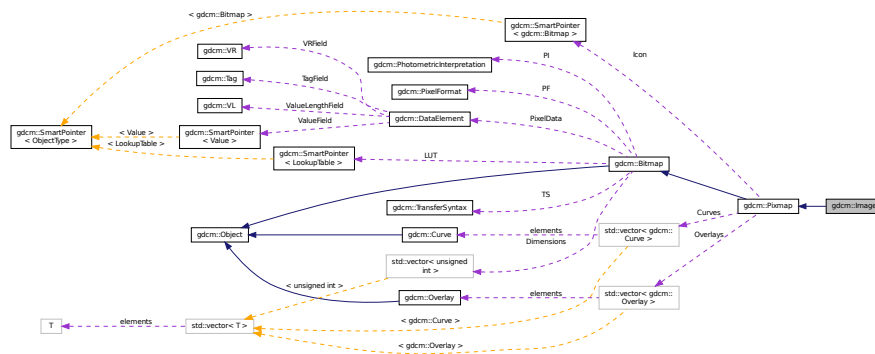 < gdcm::Bitmap >
gdcm::SmartPointer
< gdcm::Bitmap >
VRField
gdcm::VR
Icon
PI
gdcm::PhotometricInterpretation
TagField
gdcm::Tag
PF
gdcm::PixelFormat
ValueLengthField
gdcm::VL
gdcm::DataElement
PixelData
ValueField
gdcm::SmartPointer
< ObjectType >
< Value >
gdcm::SmartPointer
< Value >
< LookupTable >
gdcm::SmartPointer
< LookupTable >
LUT
gdcm::Bitmap
TS
gdcm::TransferSyntax
gdcm::Pixmap
gdcm::Image
Curves
gdcm::Object
gdcm::Curve
elements
Dimensions
std::vector< gdcm::
Curve >
Overlays
std::vector< unsigned
int >
< unsigned int >
gdcm::Overlay
elements
std::vector< gdcm::
Overlay >
T
elements
std::vector< T >
< gdcm::Curve >
< gdcm::Overlay >